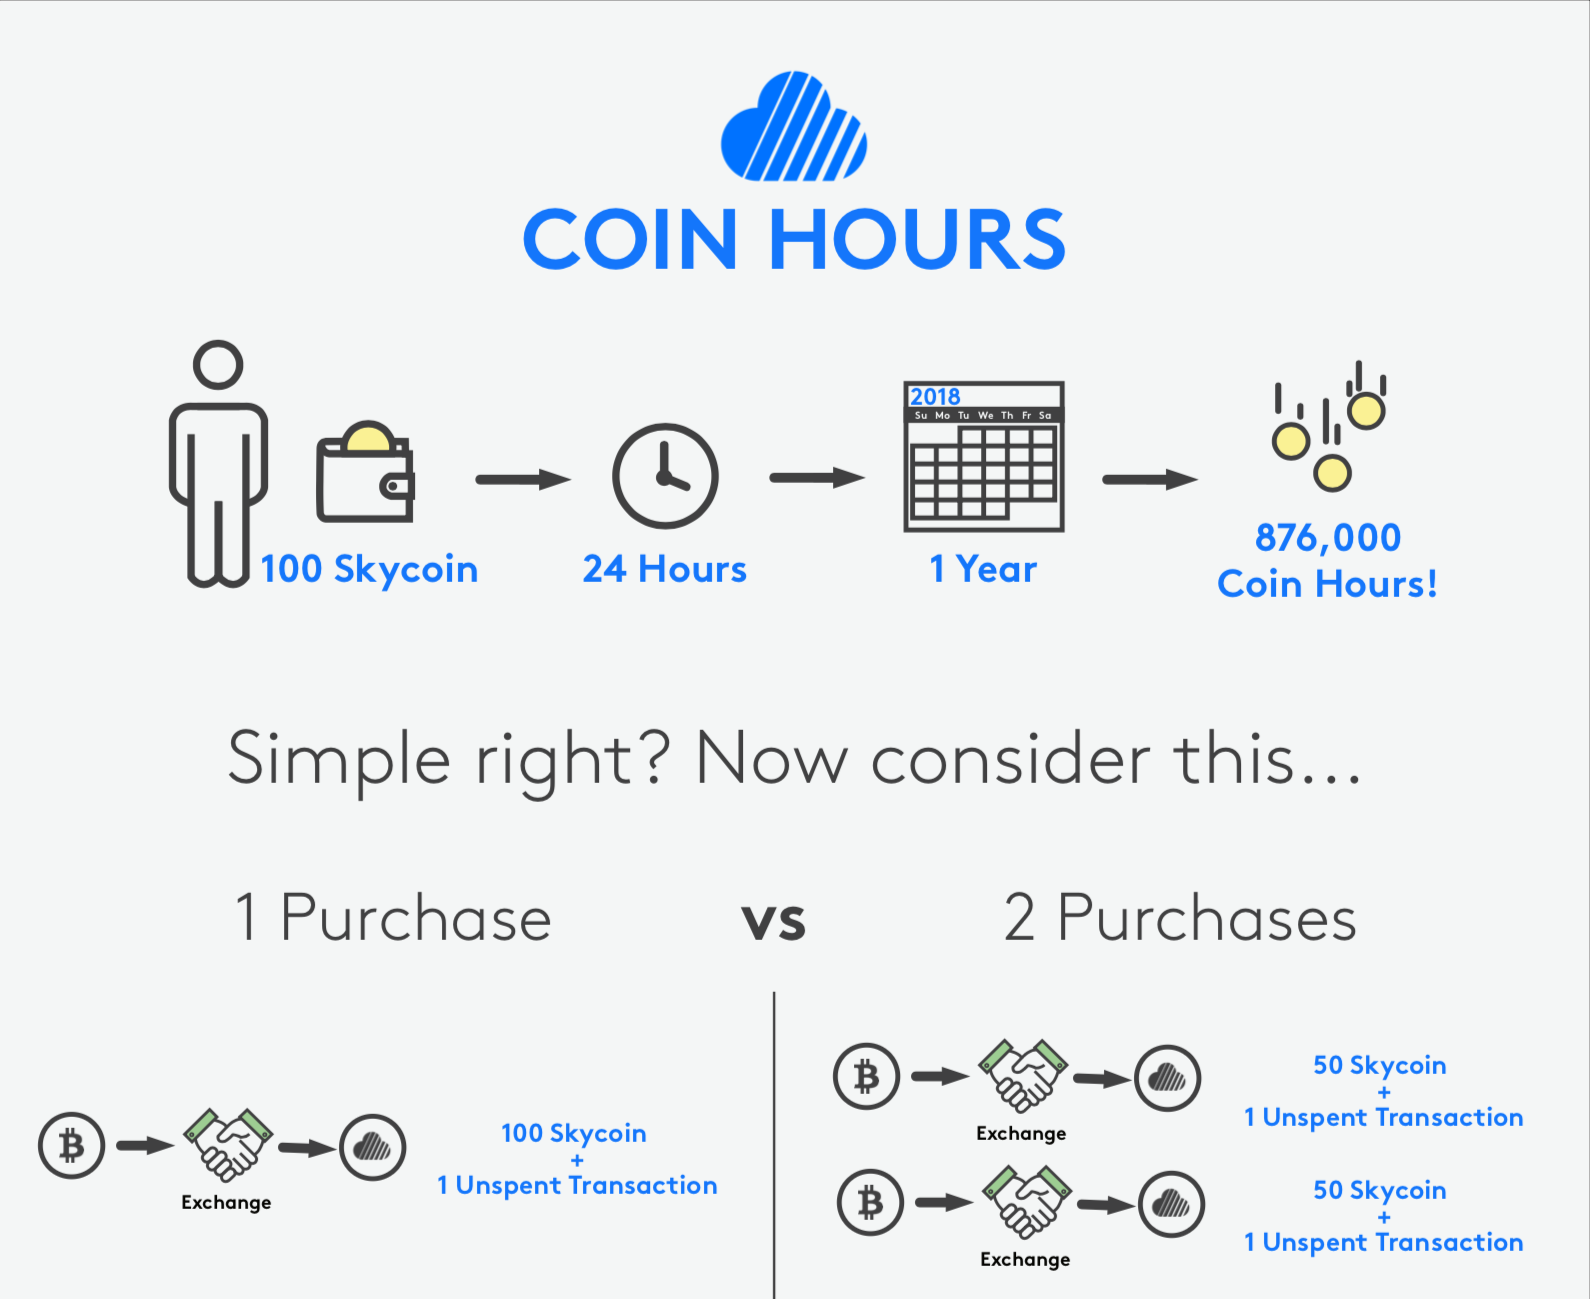 COIN HOURS
100 Skycoin
24 Hours
2018
Su Mo Tu We Th Fr Sa
1 Year
876,000
Coin Hours!
Simple right? Now consider this...
1 Purchase
vs
2 Purchases
Exchange
100 Skycoin
+
1 Unspent Transaction
Exchange
50 Skycoin
+
1 Unspent Transaction
Exchange
50 Skycoin
+
1 Unspent Transaction